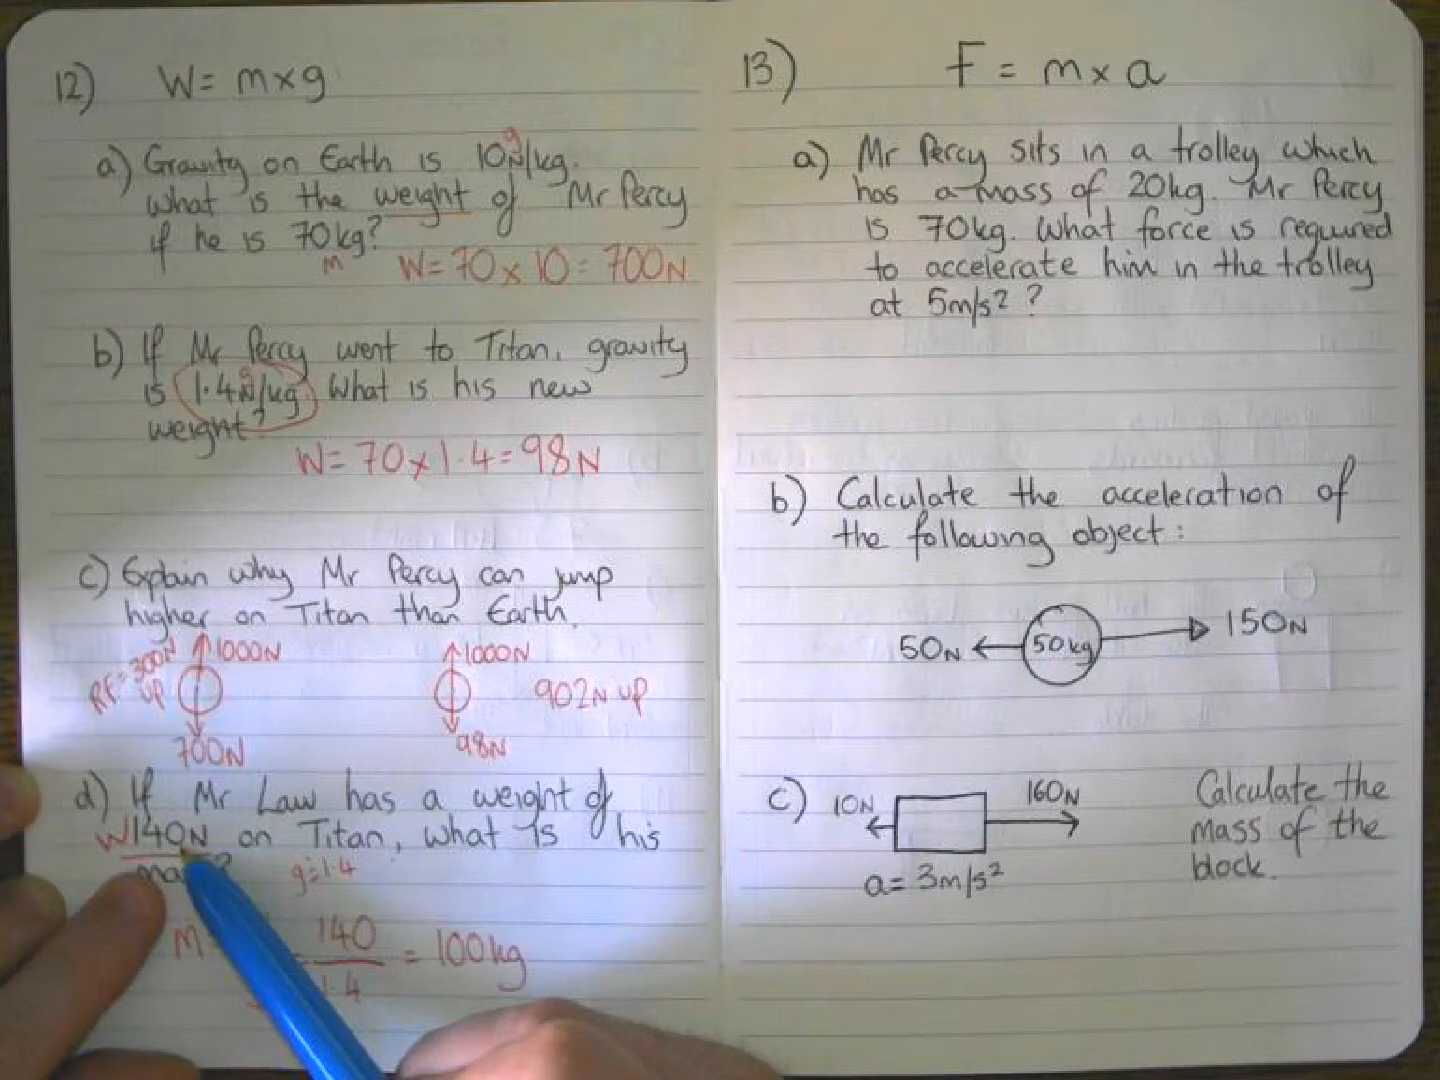 12) W = m x g
a) Gravity on Earth is 10N/kg.
g
What is the weight of Mr Percy
if he is 70kg?
m
W = 70 x 10 = 700N
b) If Mr Percy went to Titan, gravity
is 1.4N/kg. What is his new
g
weight?
W = 70 x 1.4 = 98N
c) Explain why Mr Percy can jump
higher on Titan than Earth.
RF = 300N
UP
1000N
700N
1000N
902N UP
98N
d) If Mr Law has a weight of
W 140N on Titan, what is his
g = 1.4
m = 140 / 1.4 = 100kg
13) F = m x a
a) Mr Percy sits in a trolley which
has a mass of 20kg. Mr Percy
is 70kg. What force is required
to accelerate him in the trolley
at 5m/s²?
b) Calculate the acceleration of
the following object:
50N 50kg 150N
c) 10N 160N
a = 3m/s²
Calculate the
mass of the
block.